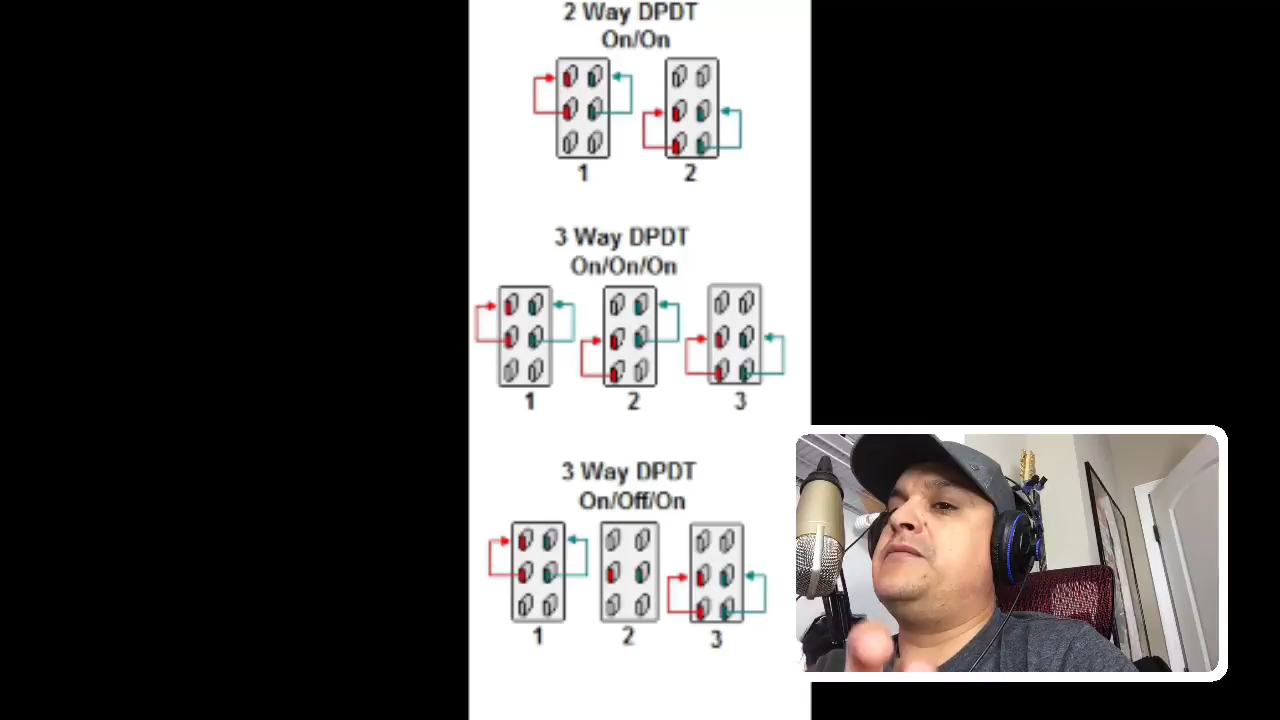 2 Way DPDT
On/On
1 2
3 Way DPDT
On/On/On
1 2 3
3 Way DPDT
On/Off/On
1 2 3